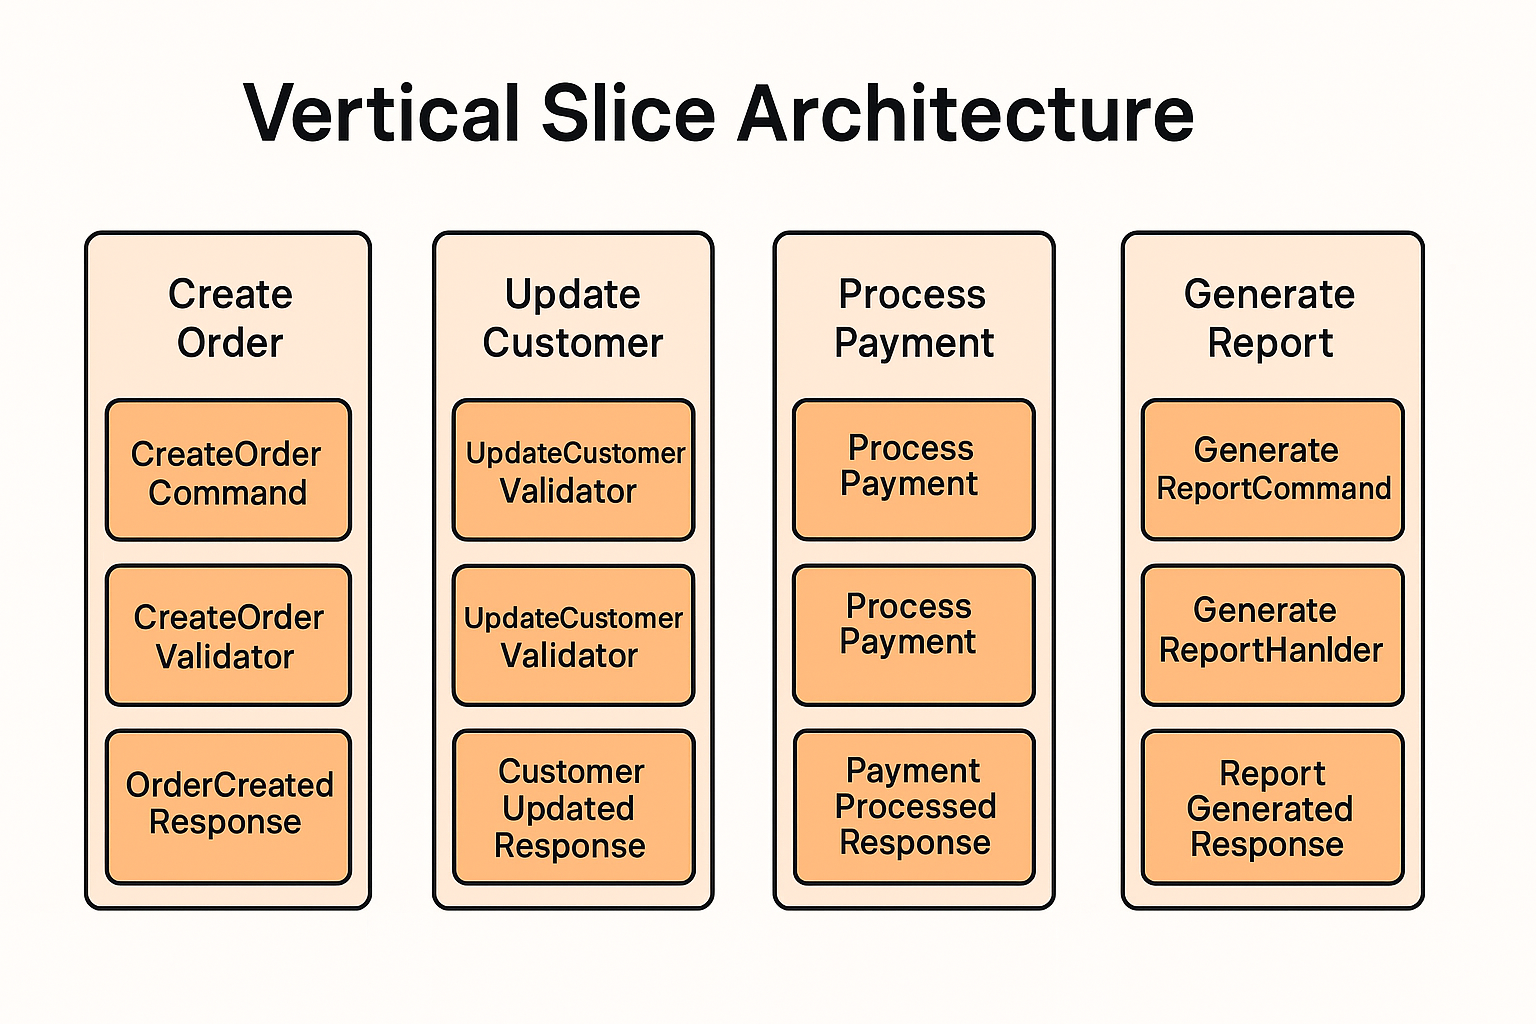 Vertical Slice Architecture
Create
Order
CreateOrder
Command
CreateOrder
Validator
OrderCreated
Response
Update
Customer
UpdateCustomer
Validator
UpdateCustomer
Validator
Customer
Updated
Response
Process
Payment
Process
Payment
Process
Payment
Payment
Processed
Response
Generate
Report
Generate
ReportCommand
Generate
ReportHanlder
Report
Generated
Response